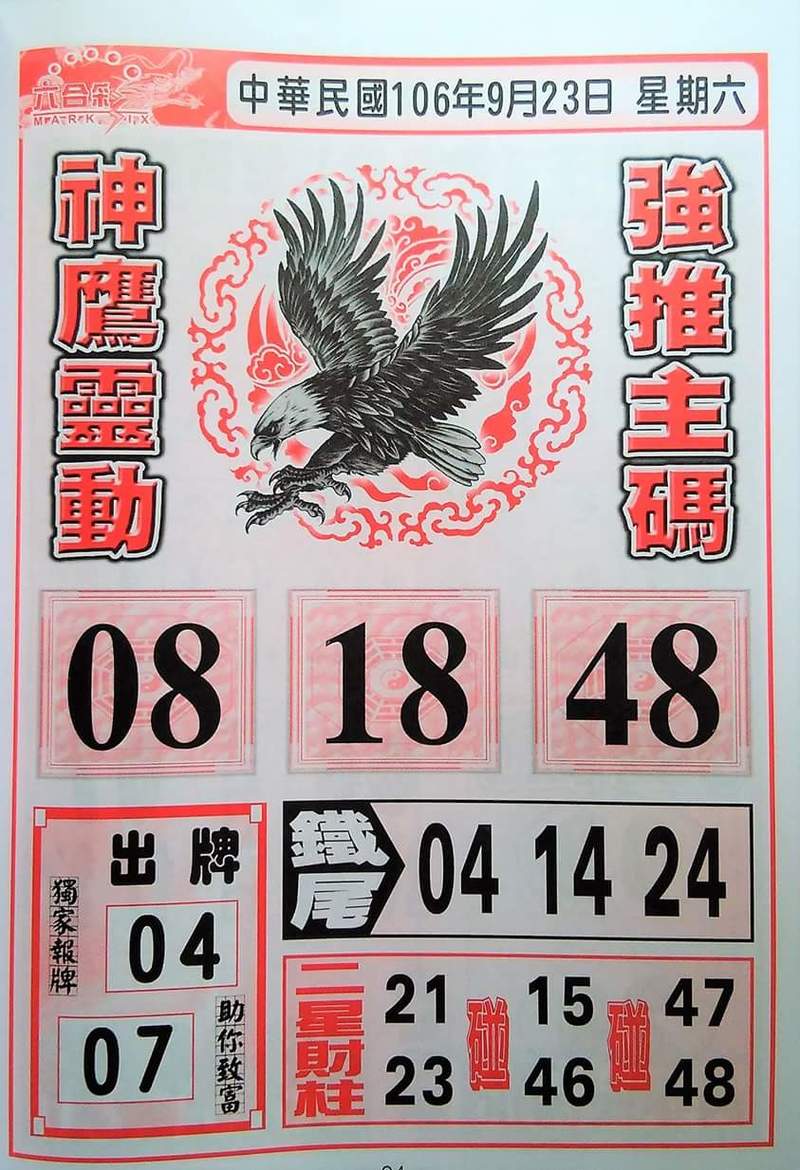 六合彩
MARK SIX
中華民國106年9月23日 星期六
神鷹靈動
強推主碼
08 18 48
出牌
獨家報牌
04
07
助你致富
鐵尾
04 14 24
二星財柱
21 碰 15 碰 47
23 46 48